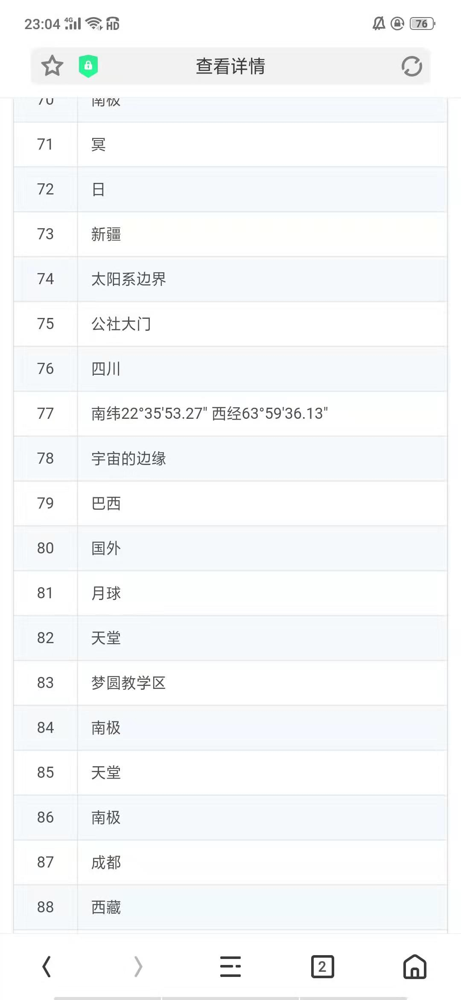 23:04 4G HD 76
查看详情
70 南极
71 冥
72 日
73 新疆
74 太阳系边界
75 公社大门
76 四川
77 南纬22°35'53.27" 西经63°59'36.13"
78 宇宙的边缘
79 巴西
80 国外
81 月球
82 天堂
83 梦圆教学区
84 南极
85 天堂
86 南极
87 成都
88 西藏
2